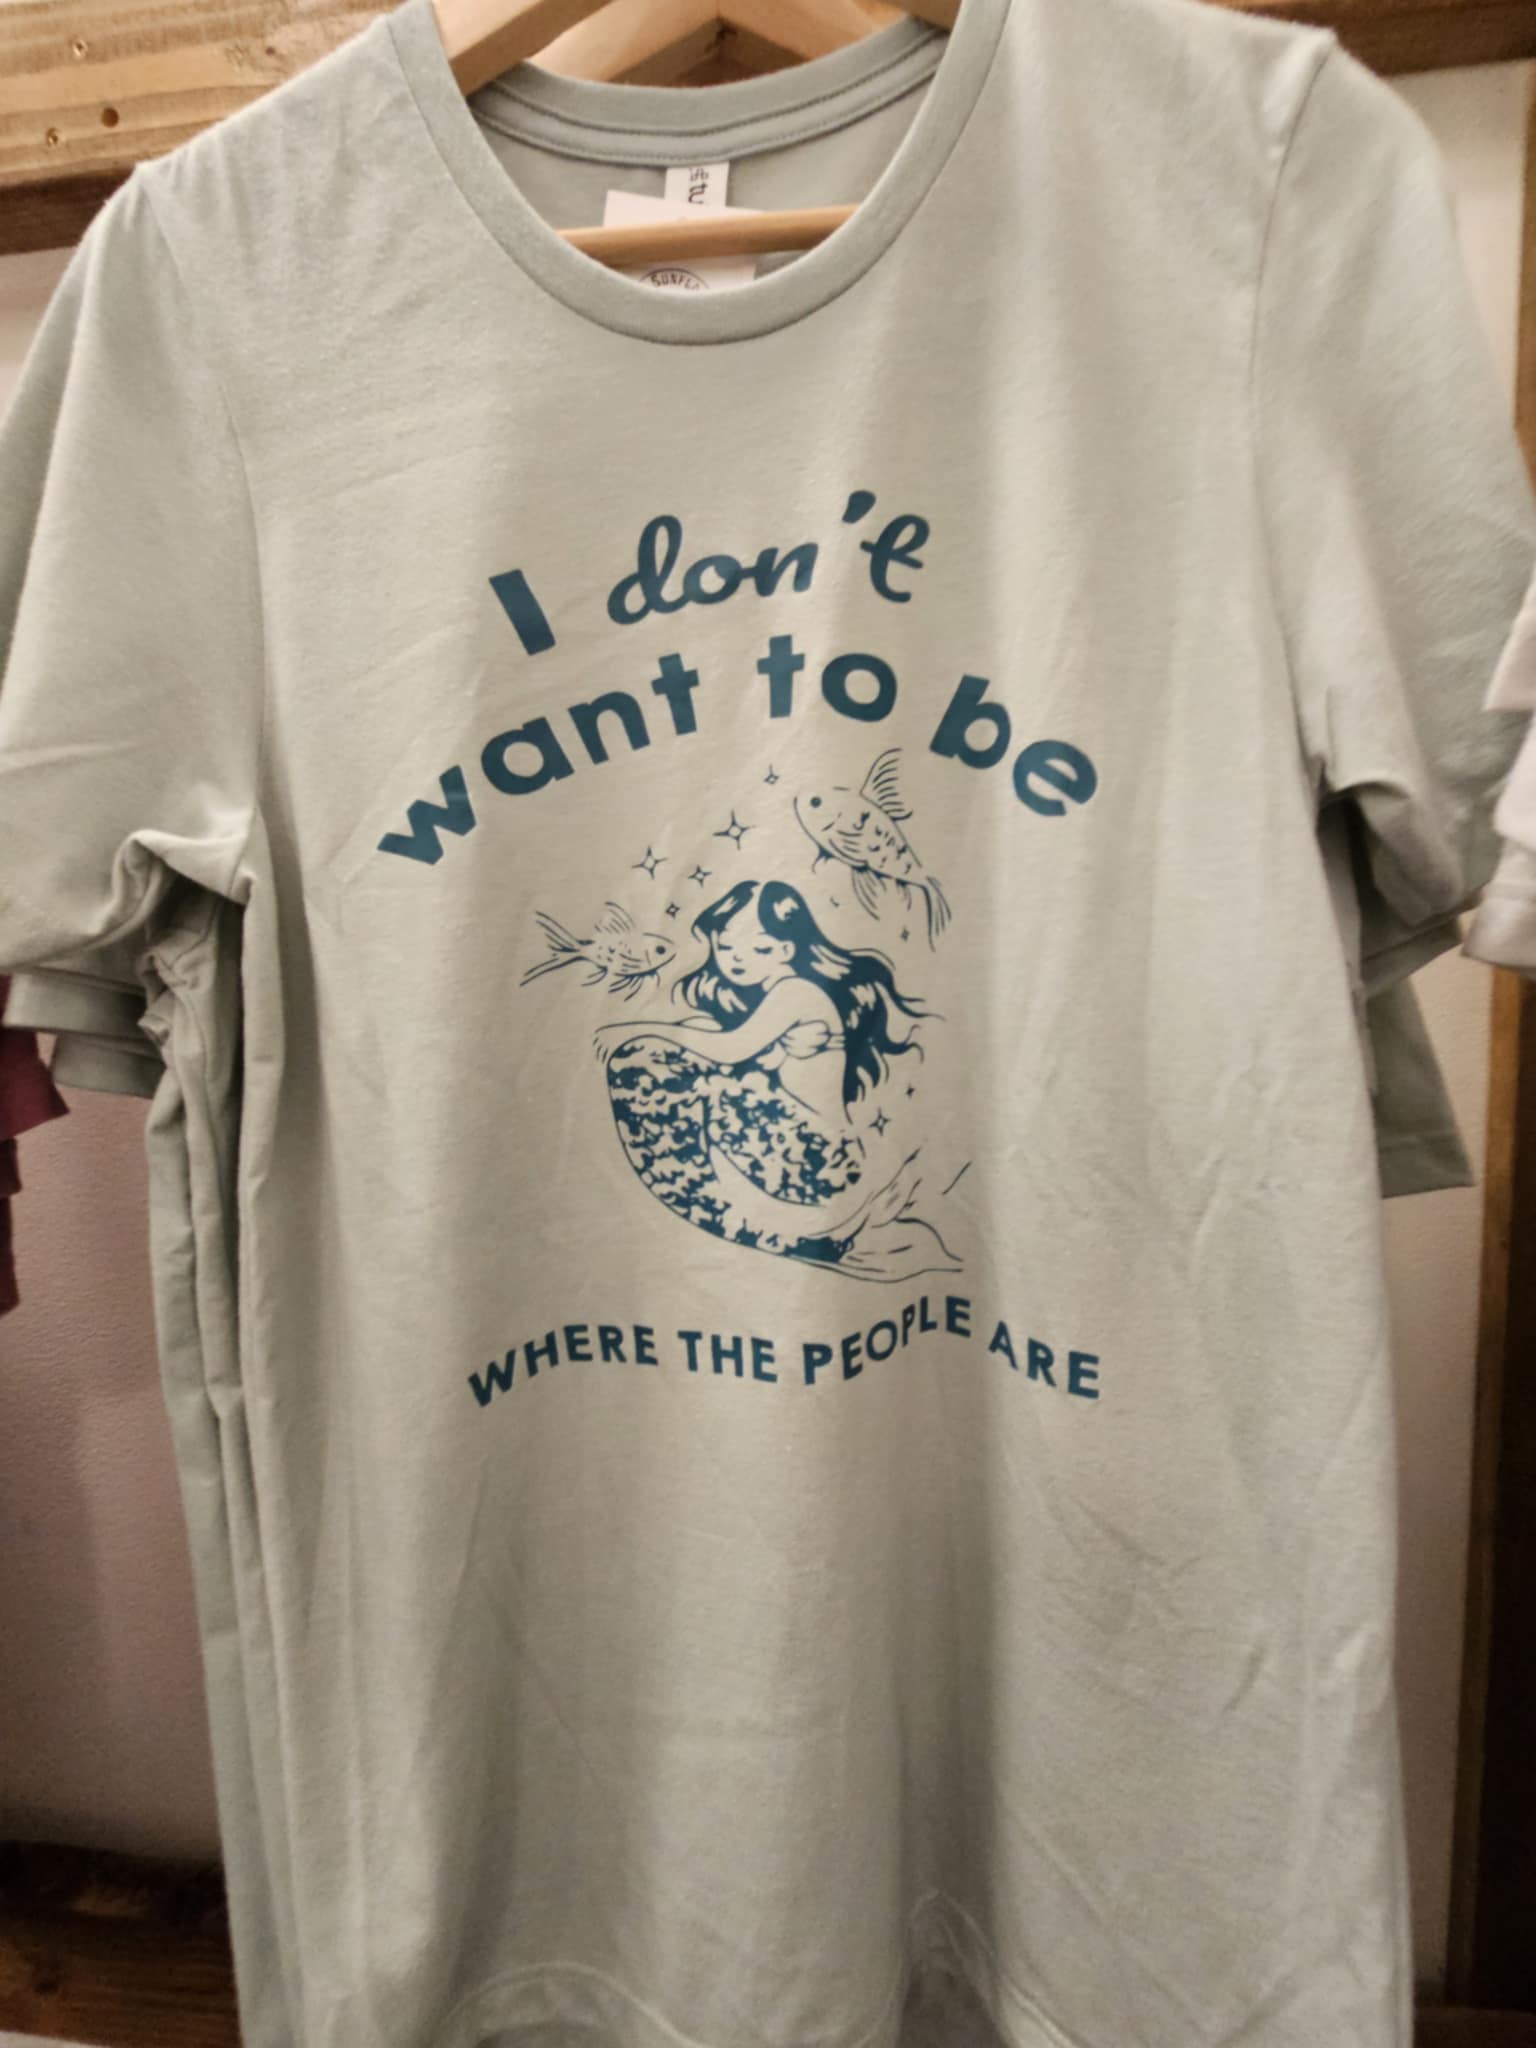 I don't
want to be
WHERE THE PEOPLE ARE